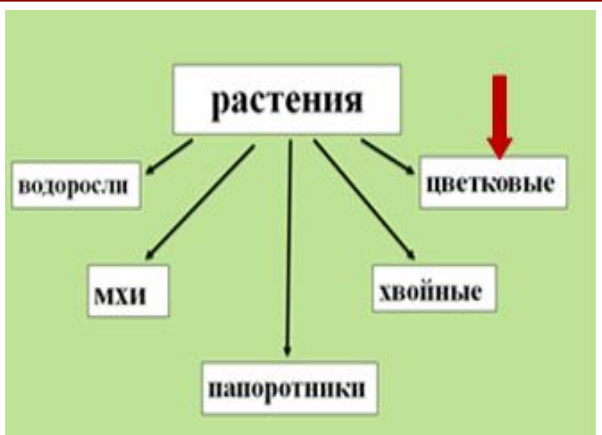 растения
водоросли
цветковые
мхи
хвойные
папоротники